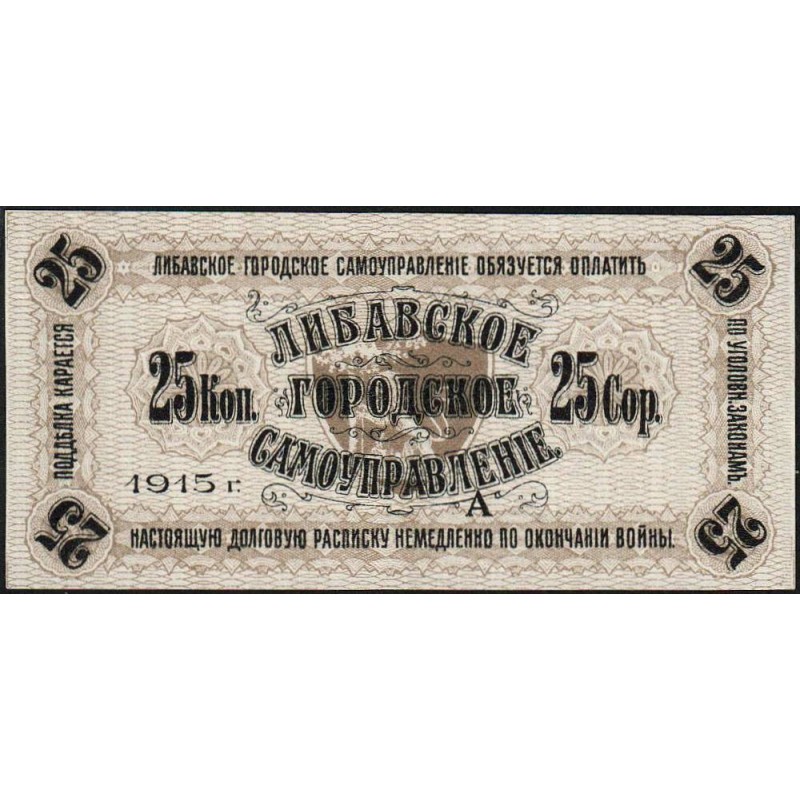 25
25
ЛИБАВСКОЕ ГОРОДСКОЕ САМОУПРАВЛЕНІЕ ОБЯЗУЕТСЯ ОПЛАТИТЬ
ПОДДѢЛКА КАРАЕТСЯ
ПО УГОЛОВН. ЗАКОНАМЪ
ЛИБАВСКОЕ
25 Коп.
ГОРОДСКОЕ
25 Cop.
САМОУПРАВЛЕНІЕ.
1915 г.
А
25
25
НАСТОЯЩУЮ ДОЛГОВУЮ РАСПИСКУ НЕМЕДЛЕННО ПО ОКОНЧАНІИ ВОЙНЫ.